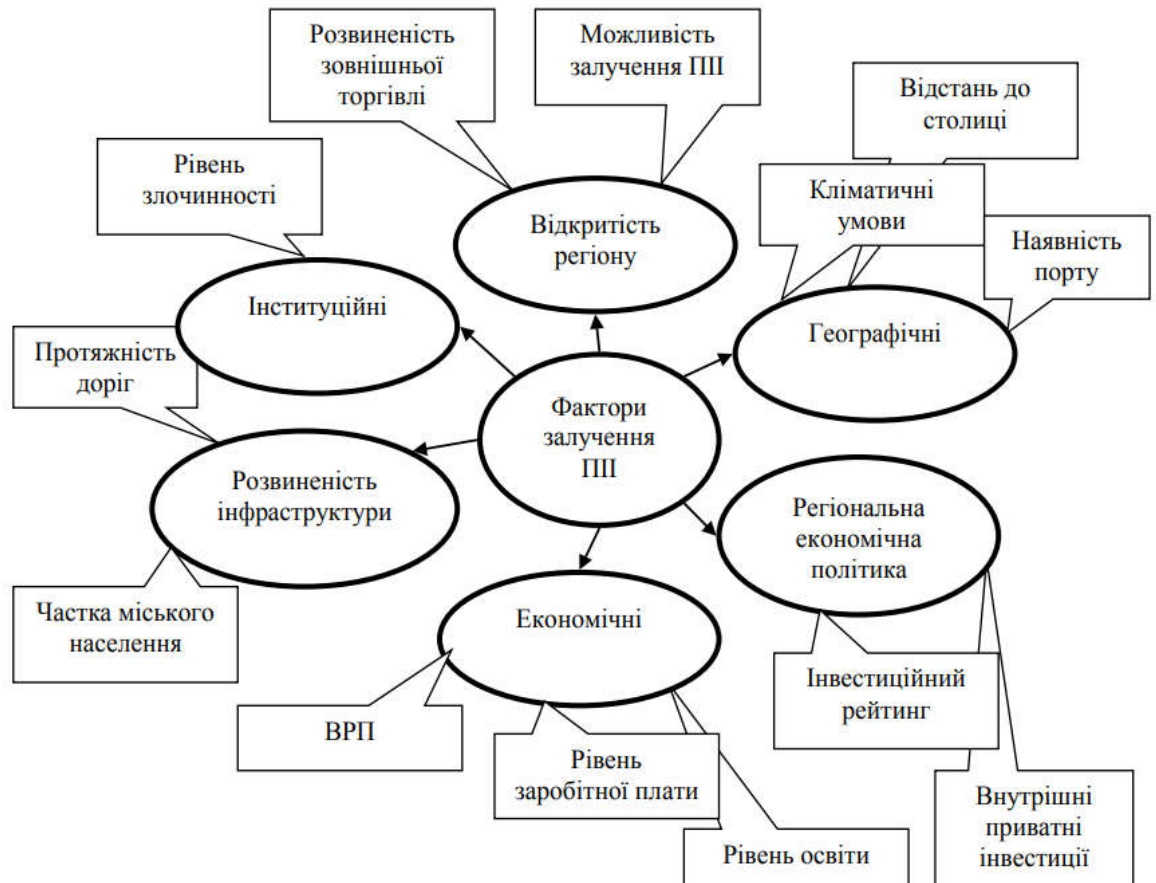 Розвиненість
зовнішньої
торгівлі
Можливість
залучення ПІІ
Відстань до
столиці
Рівень
злочинності
Кліматичні
умови
Наявність
порту
Відкритість
регіону
Інституційні
Географічні
Протяжність
доріг
Фактори
залучення
ПІІ
Розвиненість
інфраструктури
Регіональна
економічна
політика
Частка міського
населення
Економічні
Інвестиційний
рейтинг
ВРП
Рівень
заробітної плати
Рівень освіти
Внутрішні
приватні
інвестиції